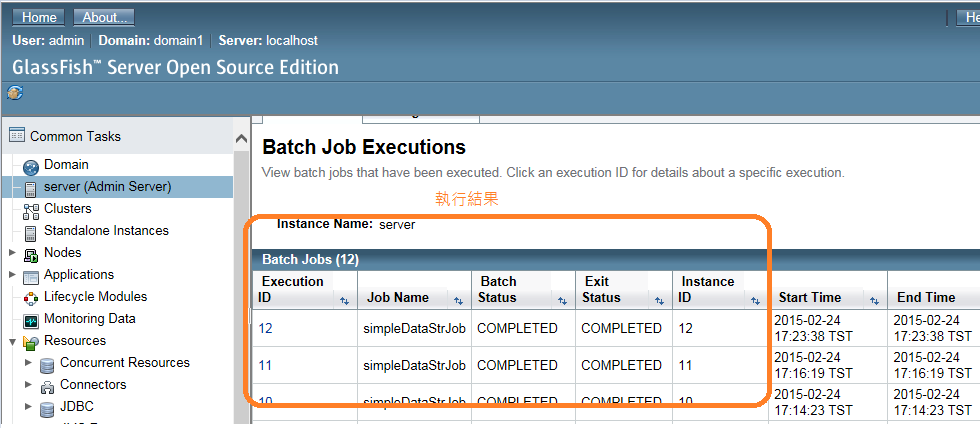 Home About... He
User: admin Domain: domain1 Server: localhost
GlassFish™ Server Open Source Edition
Common Tasks
Domain
server (Admin Server)
Clusters
Standalone Instances
Nodes
Applications
Lifecycle Modules
Monitoring Data
Resources
Concurrent Resources
Connectors
JDBC
Batch Job Executions
View batch jobs that have been executed. Click an execution ID for details about a specific execution.
執行結果
Instance Name: server
Batch Jobs (12)
Execution ID Job Name Batch Status Exit Status Instance ID Start Time End Time
12 simpleDataStrJob COMPLETED COMPLETED 12 2015-02-24 17:23:38 TST 2015-02-24 17:23:38 TST
11 simpleDataStrJob COMPLETED COMPLETED 11 2015-02-24 17:16:19 TST 2015-02-24 17:16:19 TST
10 simpleDataStrJob COMPLETED COMPLETED 10 2015-02-24 17:14:23 TST 2015-02-24 17:14:23 TST